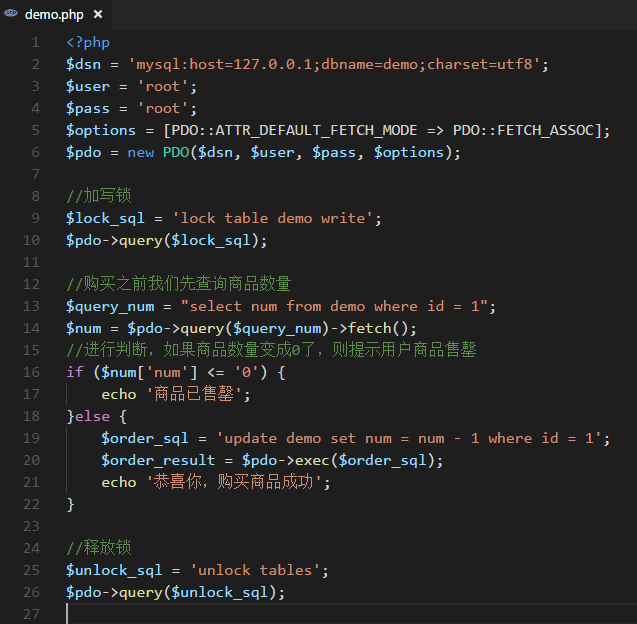 demo.php ×
1 <?php
2 $dsn = 'mysql:host=127.0.0.1;dbname=demo;charset=utf8';
3 $user = 'root';
4 $pass = 'root';
5 $options = [PDO::ATTR_DEFAULT_FETCH_MODE => PDO::FETCH_ASSOC];
6 $pdo = new PDO($dsn, $user, $pass, $options);
7
8 //加写锁
9 $lock_sql = 'lock table demo write';
10 $pdo->query($lock_sql);
11
12 //购买之前我们先查询商品数量
13 $query_num = "select num from demo where id = 1";
14 $num = $pdo->query($query_num)->fetch();
15 //进行判断，如果商品数量变成0了，则提示用户商品售罄
16 if ($num['num'] <= '0') {
17     echo '商品已售罄';
18 }else {
19     $order_sql = 'update demo set num = num - 1 where id = 1';
20     $order_result = $pdo->exec($order_sql);
21     echo '恭喜你，购买商品成功';
22 }
23
24 //释放锁
25 $unlock_sql = 'unlock tables';
26 $pdo->query($unlock_sql);
27